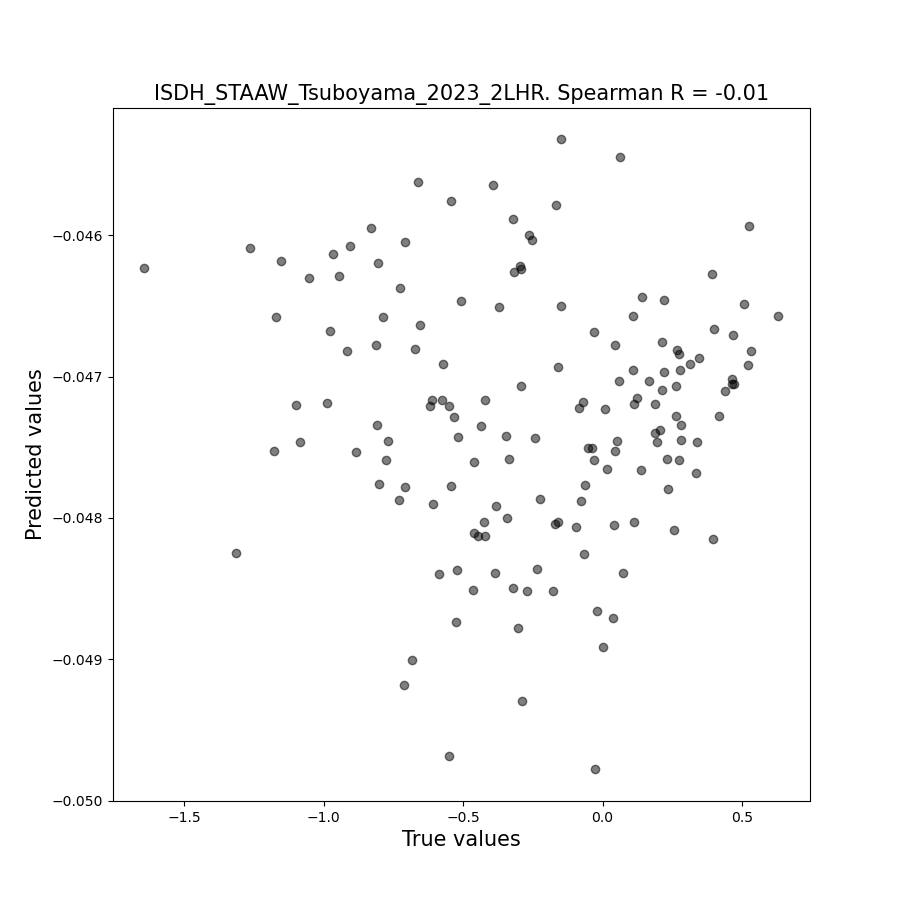 ISDH_STAAW_Tsuboyama_2023_2LHR. Spearman R = -0.01
Predicted values
−0.046
−0.047
−0.048
−0.049
−0.050
−1.5 −1.0 −0.5 0.0 0.5
True values